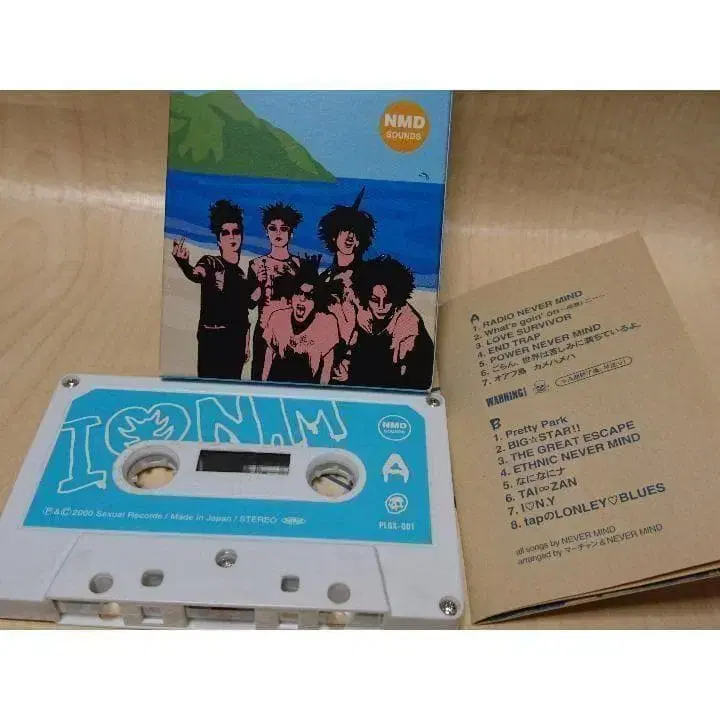 NMD
SOUNDS
I♡N.M
NMD
SOUNDS
A
Ⓟ&Ⓒ 2000 Sexual Records / Made in Japan / STEREO
PLGX-001
A
1. RADIO NEVER MIND
2. What's goin' on
3. LOVE SURVIVOR
4. END TRAP
5. POWER NEVER MIND
6. ごらん、世界は苦しみに満ちているよ。
7. オアフ島 カメハメハ
WARNING!
B
1. Pretty Park
2. BIG☆STAR!!
3. THE GREAT ESCAPE
4. ETHNIC NEVER MIND
5. なになにナ
6. TAI∞ZAN
7. I♡N.Y
8. tapのLONLEY♡BLUES
all songs by NEVER MIND
arranged by マーチャン&NEVER MIND